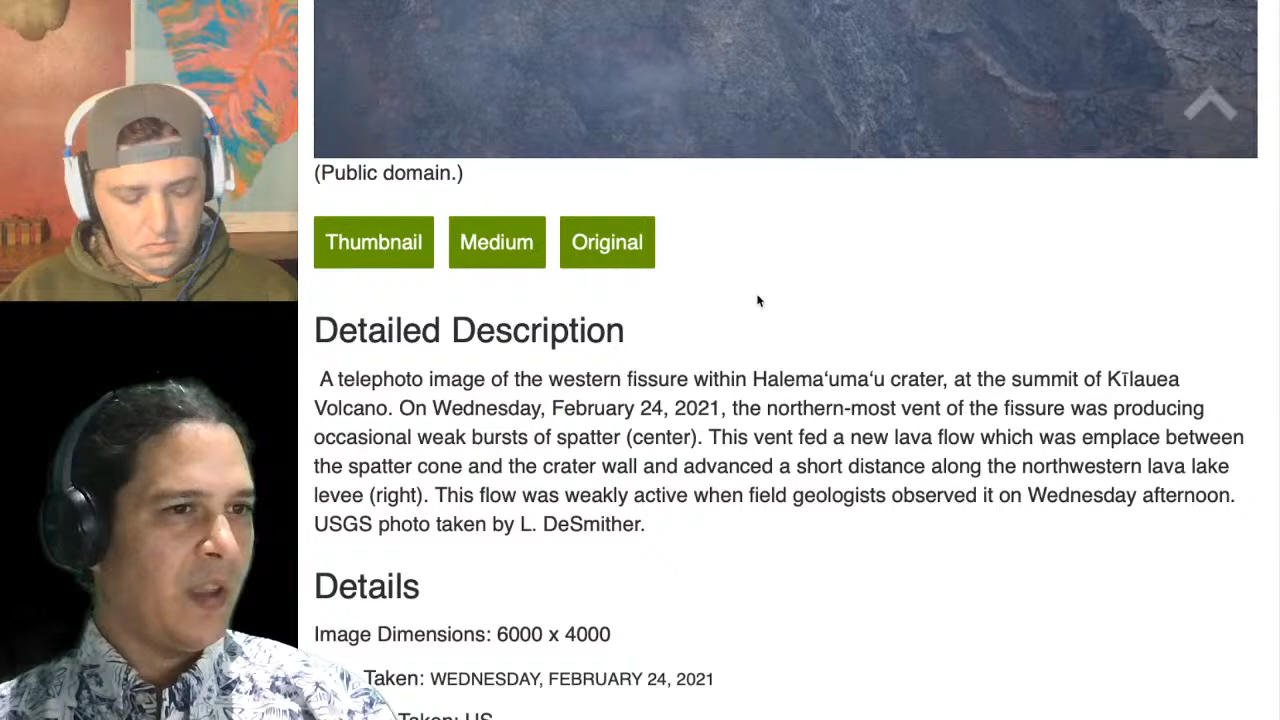 (Public domain.)
Thumbnail Medium Original
Detailed Description
A telephoto image of the western fissure within Halemaʻumaʻu crater, at the summit of Kīlauea
Volcano. On Wednesday, February 24, 2021, the northern-most vent of the fissure was producing
occasional weak bursts of spatter (center). This vent fed a new lava flow which was emplace between
the spatter cone and the crater wall and advanced a short distance along the northwestern lava lake
levee (right). This flow was weakly active when field geologists observed it on Wednesday afternoon.
USGS photo taken by L. DeSmither.
Details
Image Dimensions: 6000 x 4000
Taken: WEDNESDAY, FEBRUARY 24, 2021
Taken: US